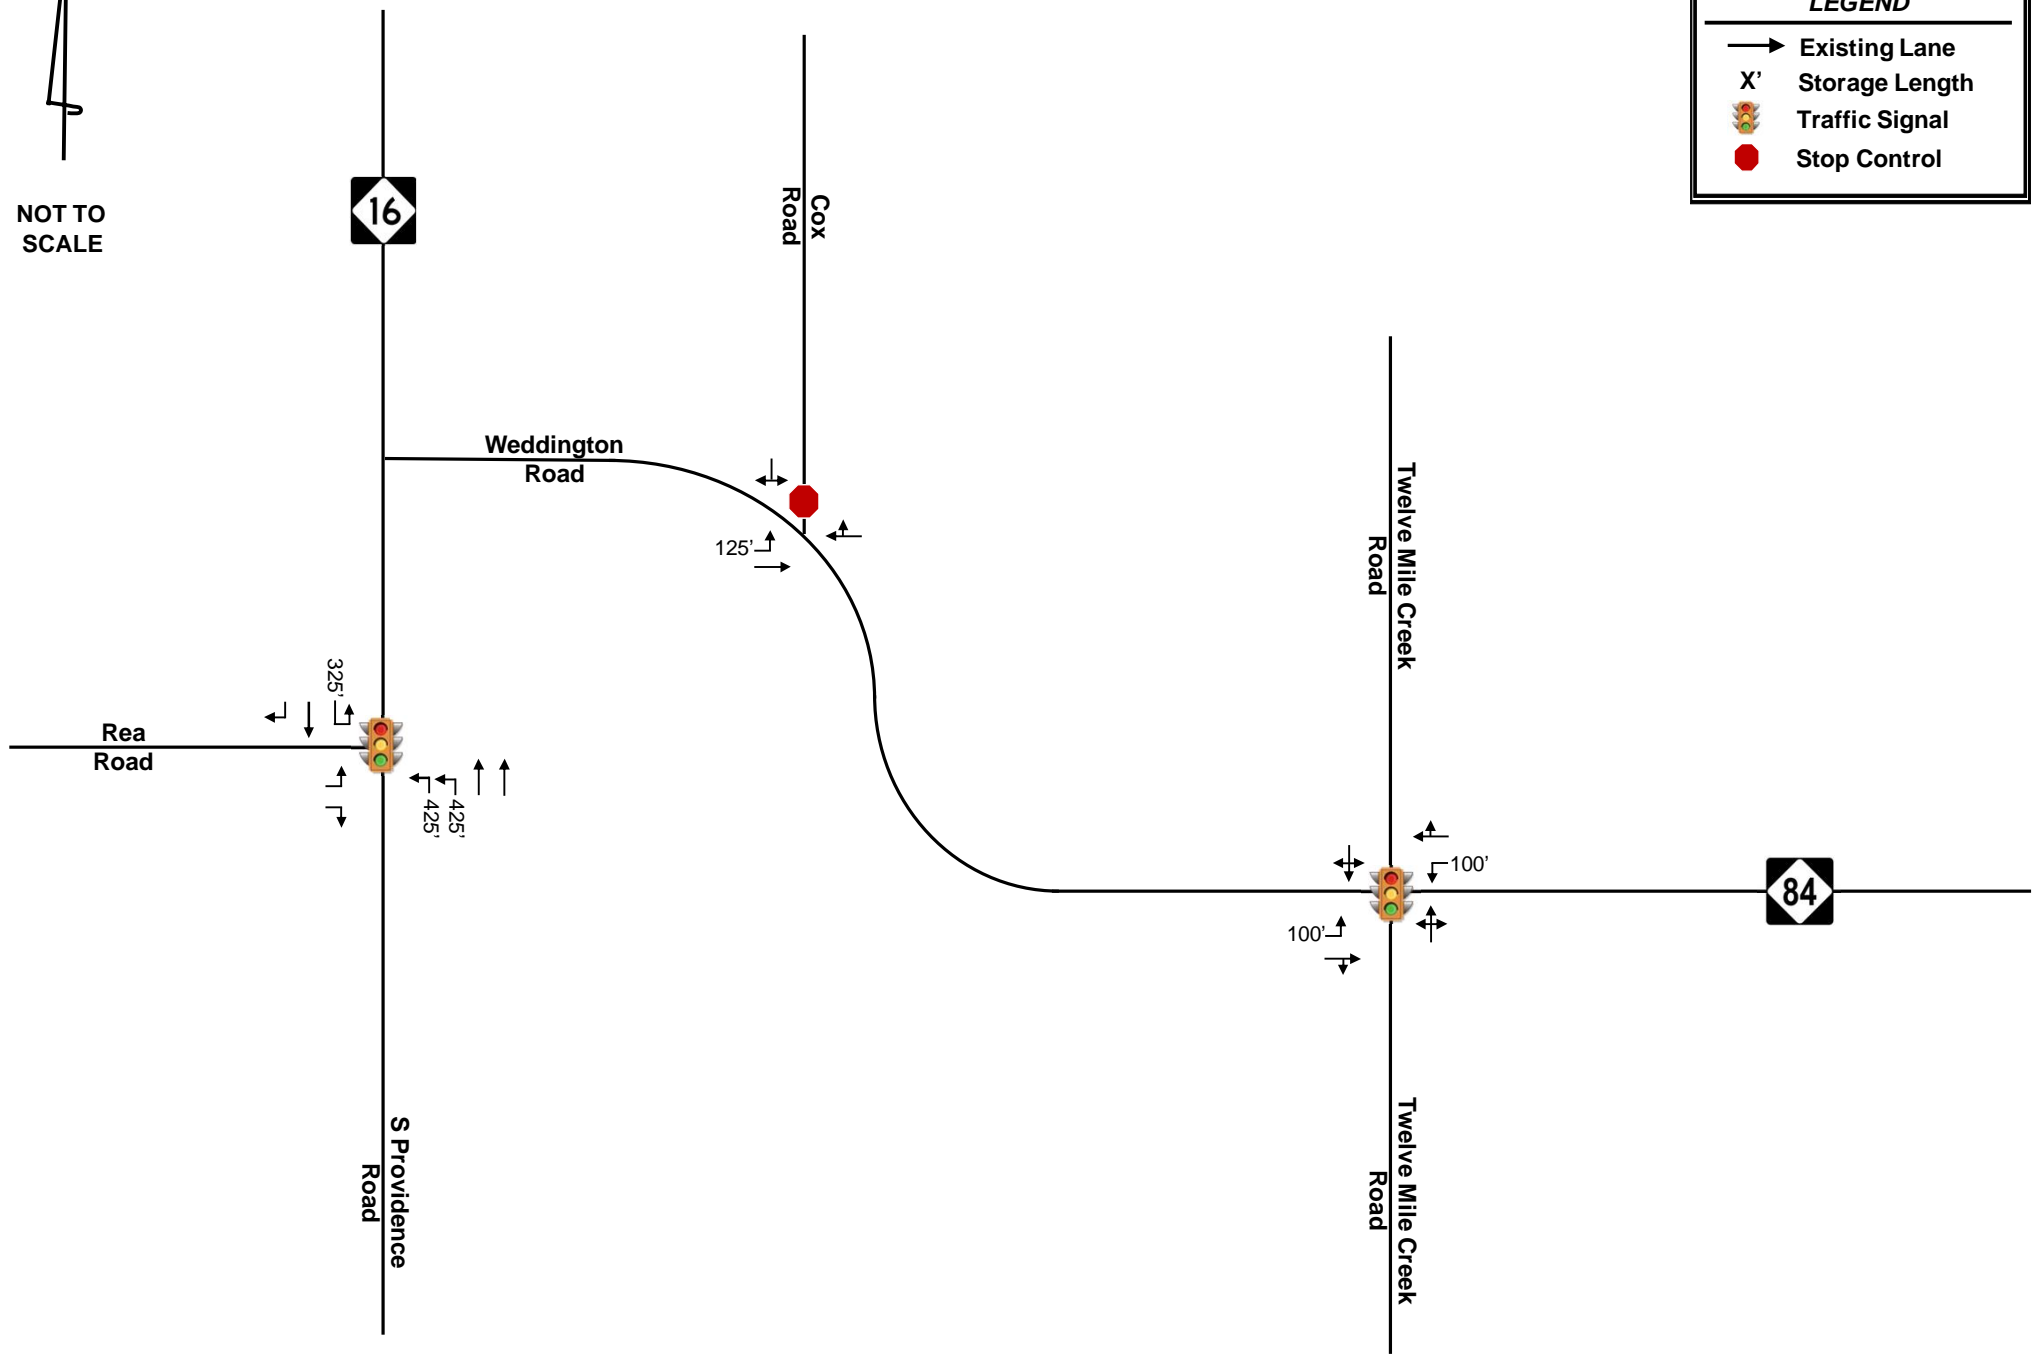 LEGEND
Existing Lane
X' Storage Length
Traffic Signal
Stop Control
NOT TO
SCALE
16
Cox
Road
Weddington
Road
125'
Twelve Mile Creek
Road
325'
Rea
Road
425'
425'
100'
84
100'
S Providence
Road
Twelve Mile Creek
Road